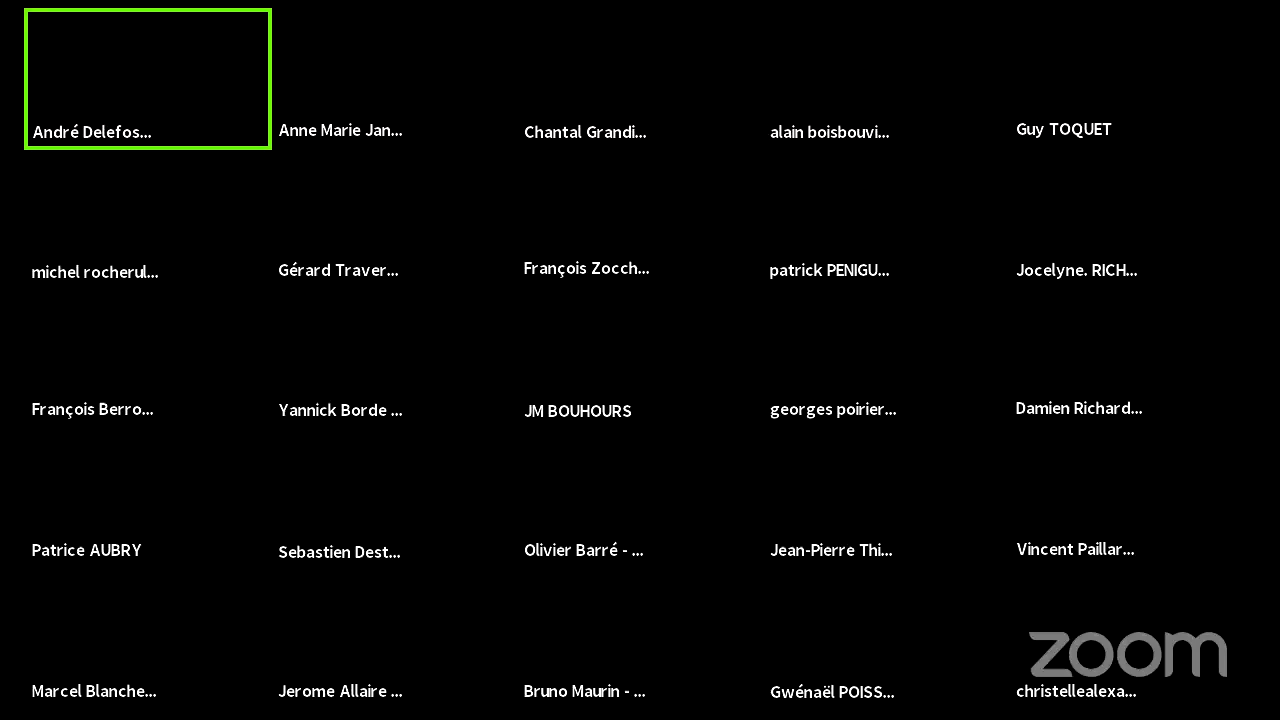 André Delefos...
Anne Marie Jan...
Chantal Grandi...
alain boisbouvi...
Guy TOQUET
michel rocherul...
Gérard Traver...
François Zocch...
patrick PENIGU...
Jocelyne. RICH...
François Berro...
Yannick Borde ...
JM BOUHOURS
georges poirier...
Damien Richard...
Patrice AUBRY
Sebastien Dest...
Olivier Barré - ...
Jean-Pierre Thi...
Vincent Paillar...
zoom
Marcel Blanche...
Jerome Allaire ...
Bruno Maurin - ...
Gwénaël POISS...
christellealexa...